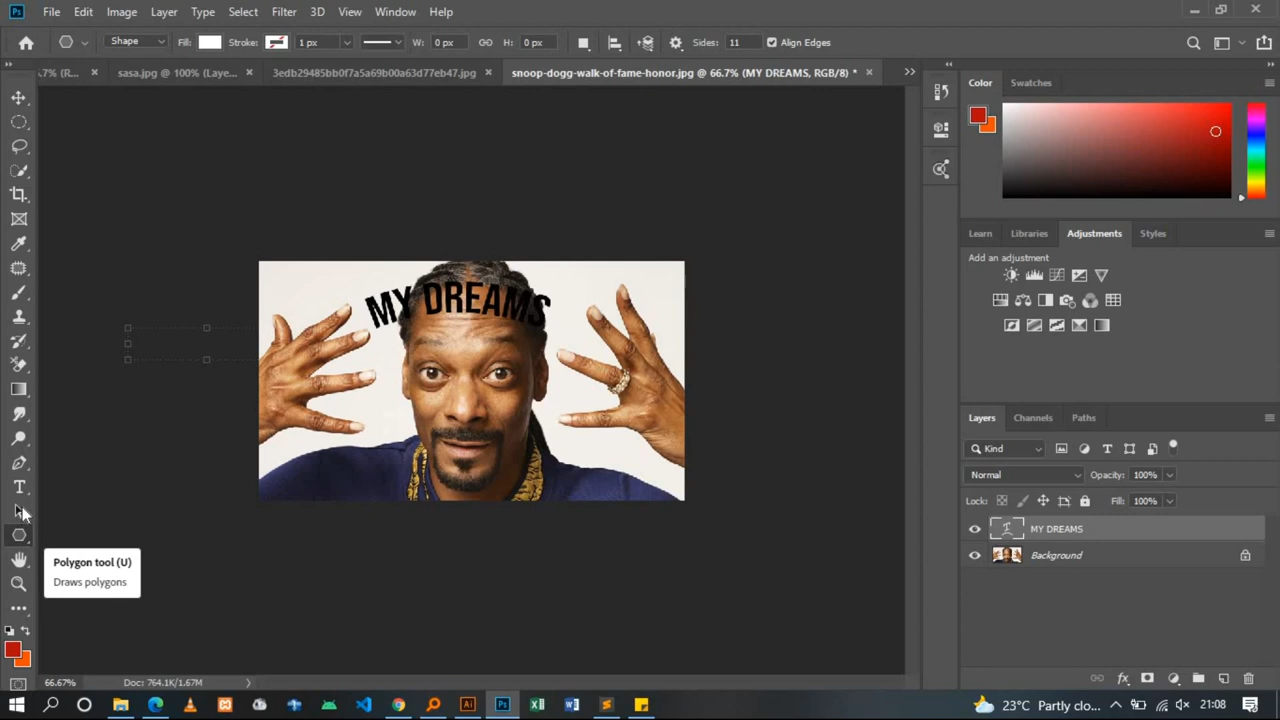 Ps File Edit Image Layer Type Select Filter 3D View Window Help
Shape Fill: Stroke: 1 px W: 0 px H: 0 px Sides: 11 Align Edges
.7% (R... sasa.jpg @ 100% (Laye... 3edb29485bb0f7a5a69b00a63d77eb47.jpg snoop-dogg-walk-of-fame-honor.jpg @ 66.7% (MY DREAMS, RGB/8) *
Color Swatches
Learn Libraries Adjustments Styles
Add an adjustment
MY DREAMS
Layers Channels Paths
Kind
Normal Opacity: 100%
Lock: Fill: 100%
MY DREAMS
Background
Polygon tool (U)
Draws polygons
66.67% Doc: 764.1K/1.67M
23°C Partly clo... 21:08